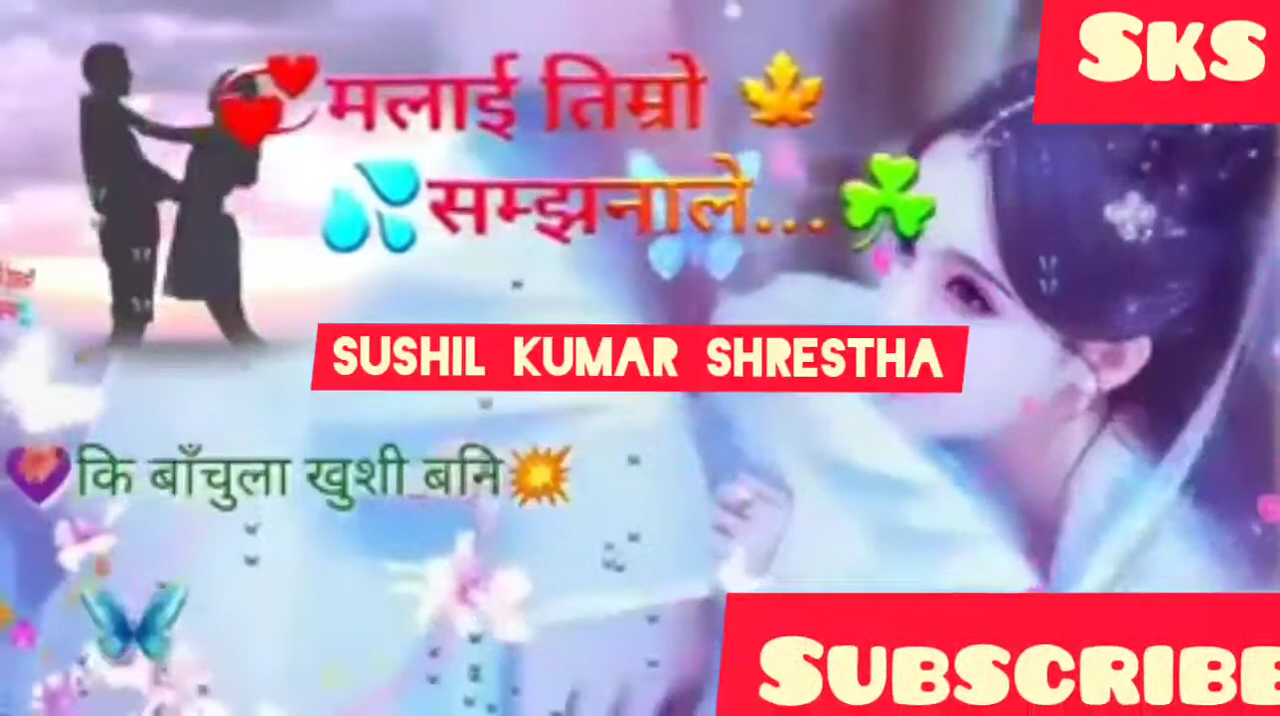 SKS
मलाई तिम्रो
सम्झनाले...
SUSHIL KUMAR SHRESTHA
कि बाँचुला खुशी बनि
SUBSCRIBE